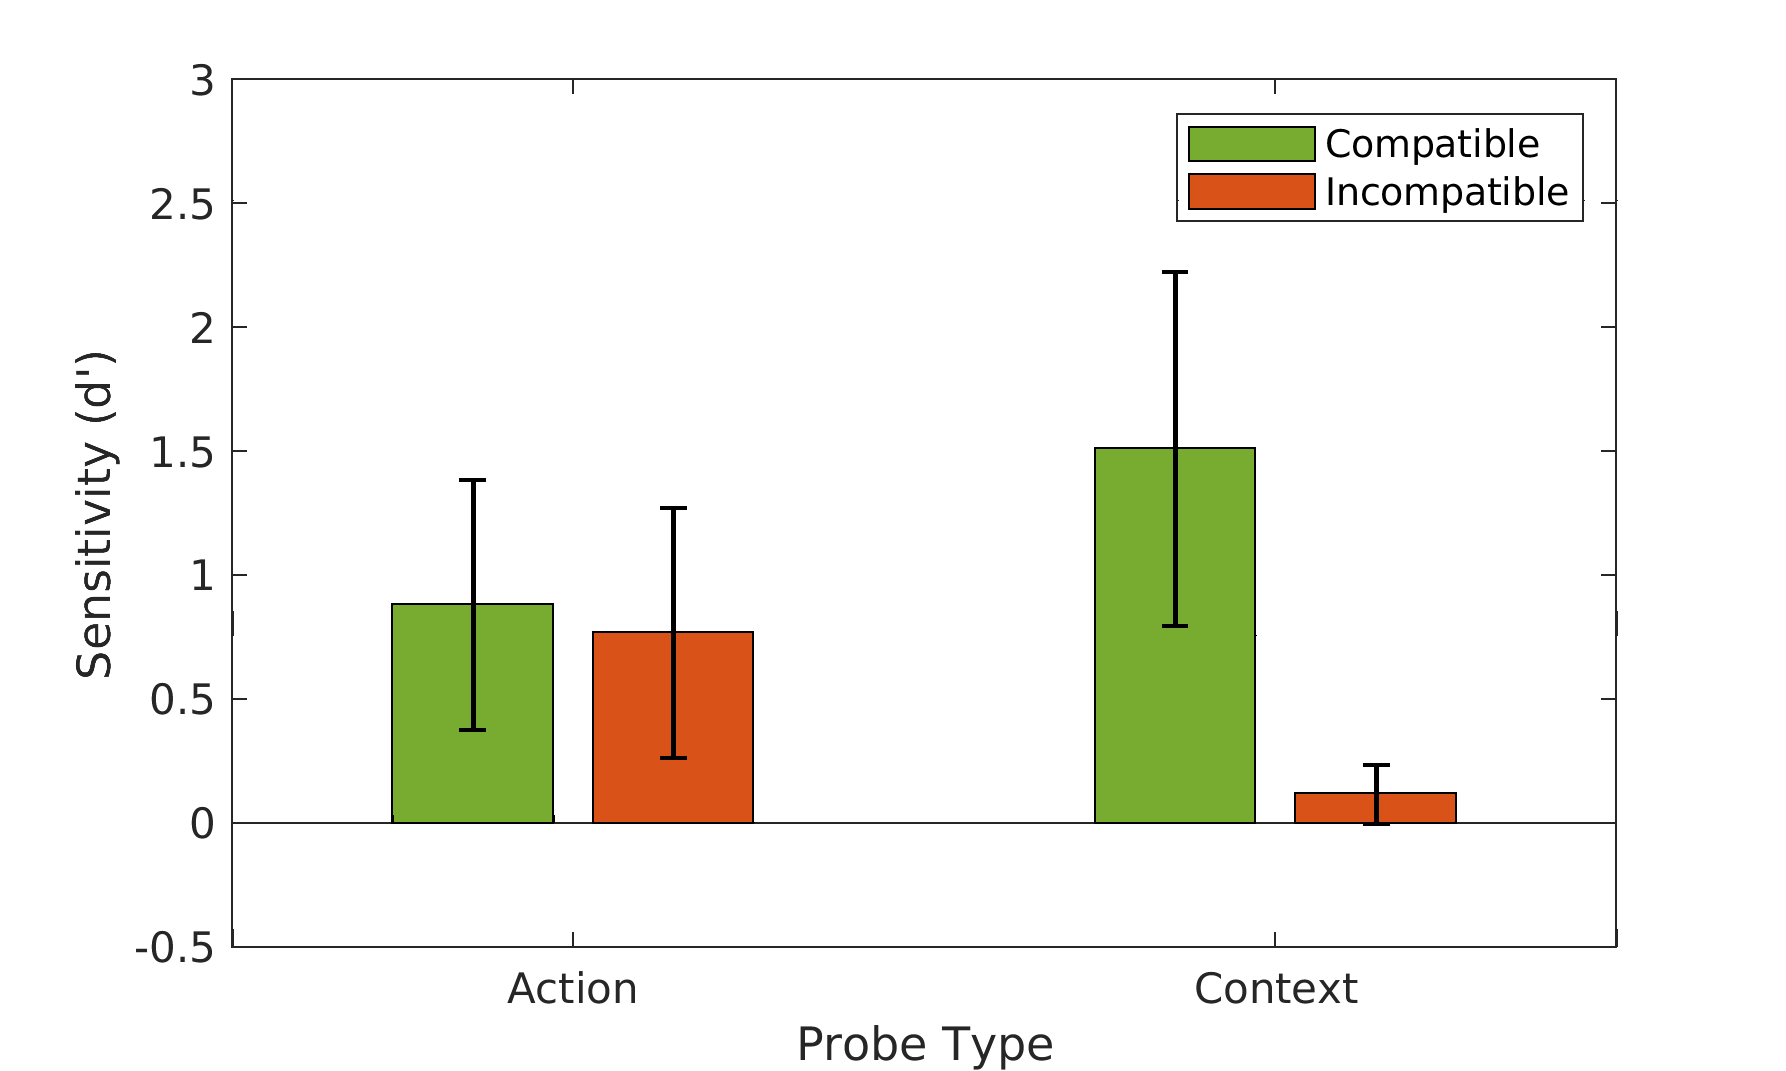 3
2.5
2
1.5
1
0.5
0
-0.5
Sensitivity (d')
Compatible
Incompatible
Action
Context
Probe Type